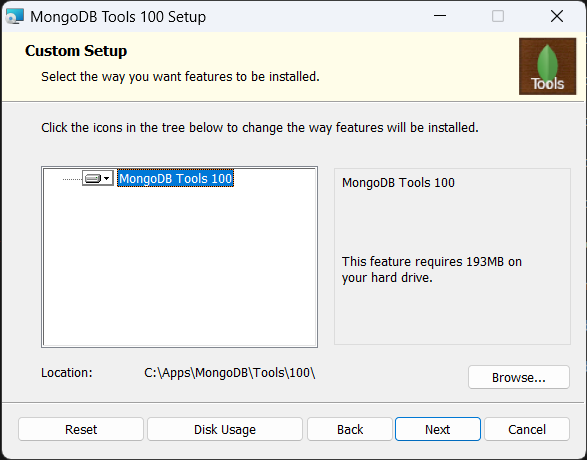 MongoDB Tools 100 Setup
Custom Setup
Select the way you want features to be installed.
Tools
Click the icons in the tree below to change the way features will be installed.
MongoDB Tools 100
MongoDB Tools 100
This feature requires 193MB on
your hard drive.
Location: C:\Apps\MongoDB\Tools\100\
Browse...
Reset Disk Usage Back Next Cancel